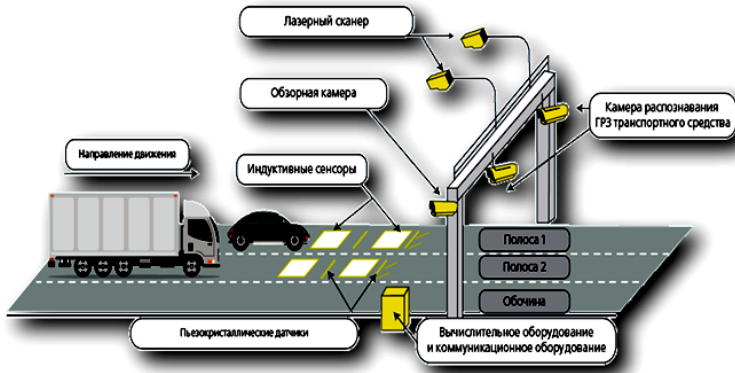 Лазерный сканер
Обзорная камера
Камера распознавания
ГРЗ транспортного средства
Направление движения
Индуктивные сенсоры
Полоса 1
Полоса 2
Обочина
Пьезокристаллические датчики
Вычислительное оборудование
и коммуникационное оборудование